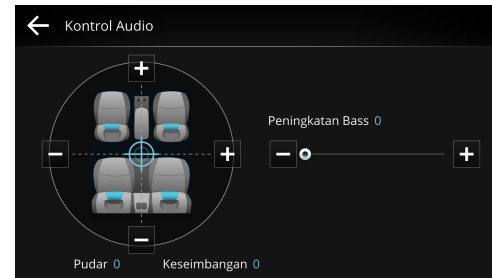 Kontrol Audio
Peningkatan Bass 0
Pudar 0 Keseimbangan 0